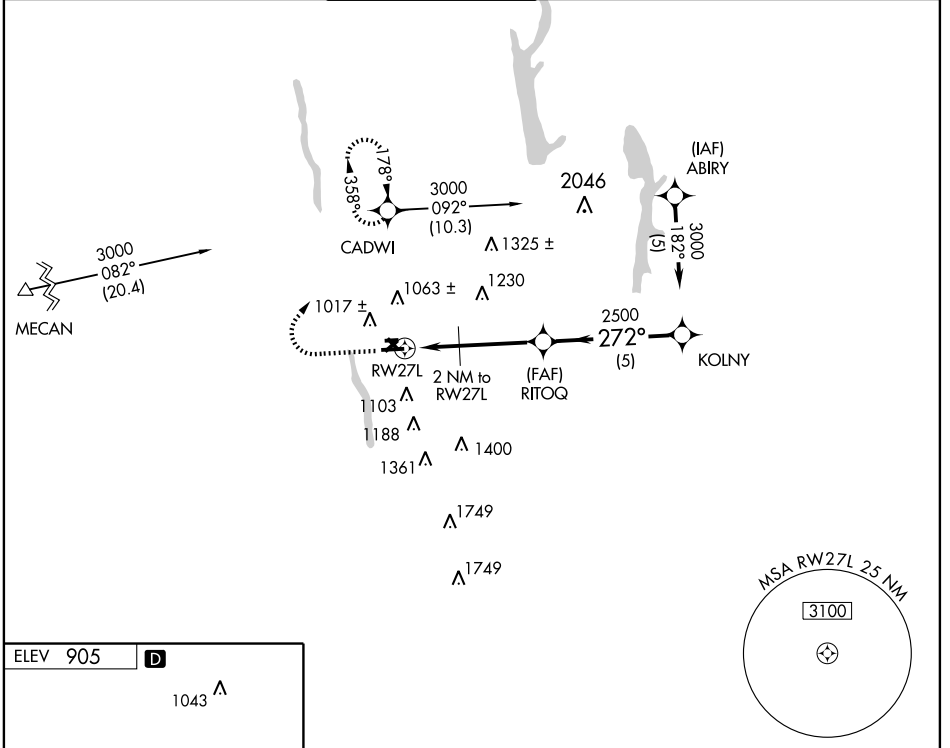 (IAF)
ABIRY
3000
182°
(5)
2046
178°
358°
3000
092°
(10.3)
CADWI
1325 ±
3000
082°
(20.4)
MECAN
1063 ±
1230
1017 ±
2500
272°
(5)
KOLNY
RW27L
2 NM to
RW27L
(FAF)
RITOQ
1103
1188
1400
1361
1749
1749
MSA RW27L 25 NM
3100
ELEV 905 D
1043